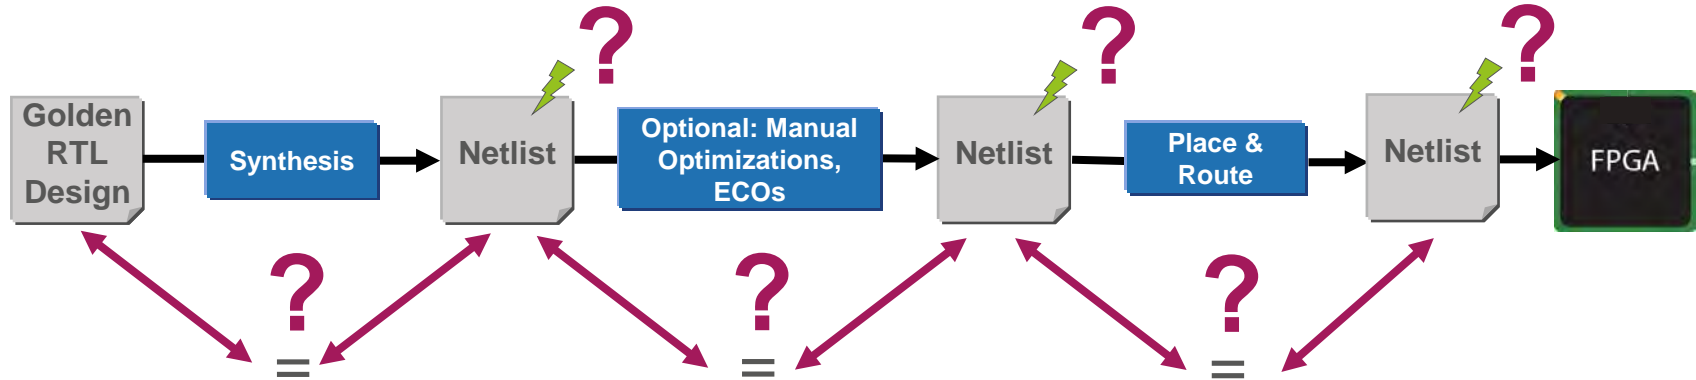 ?
?
?
Golden
RTL
Design
Synthesis
Netlist
Optional: Manual
Optimizations,
ECOs
Netlist
Place &
Route
Netlist
FPGA
?
=
?
=
?
=